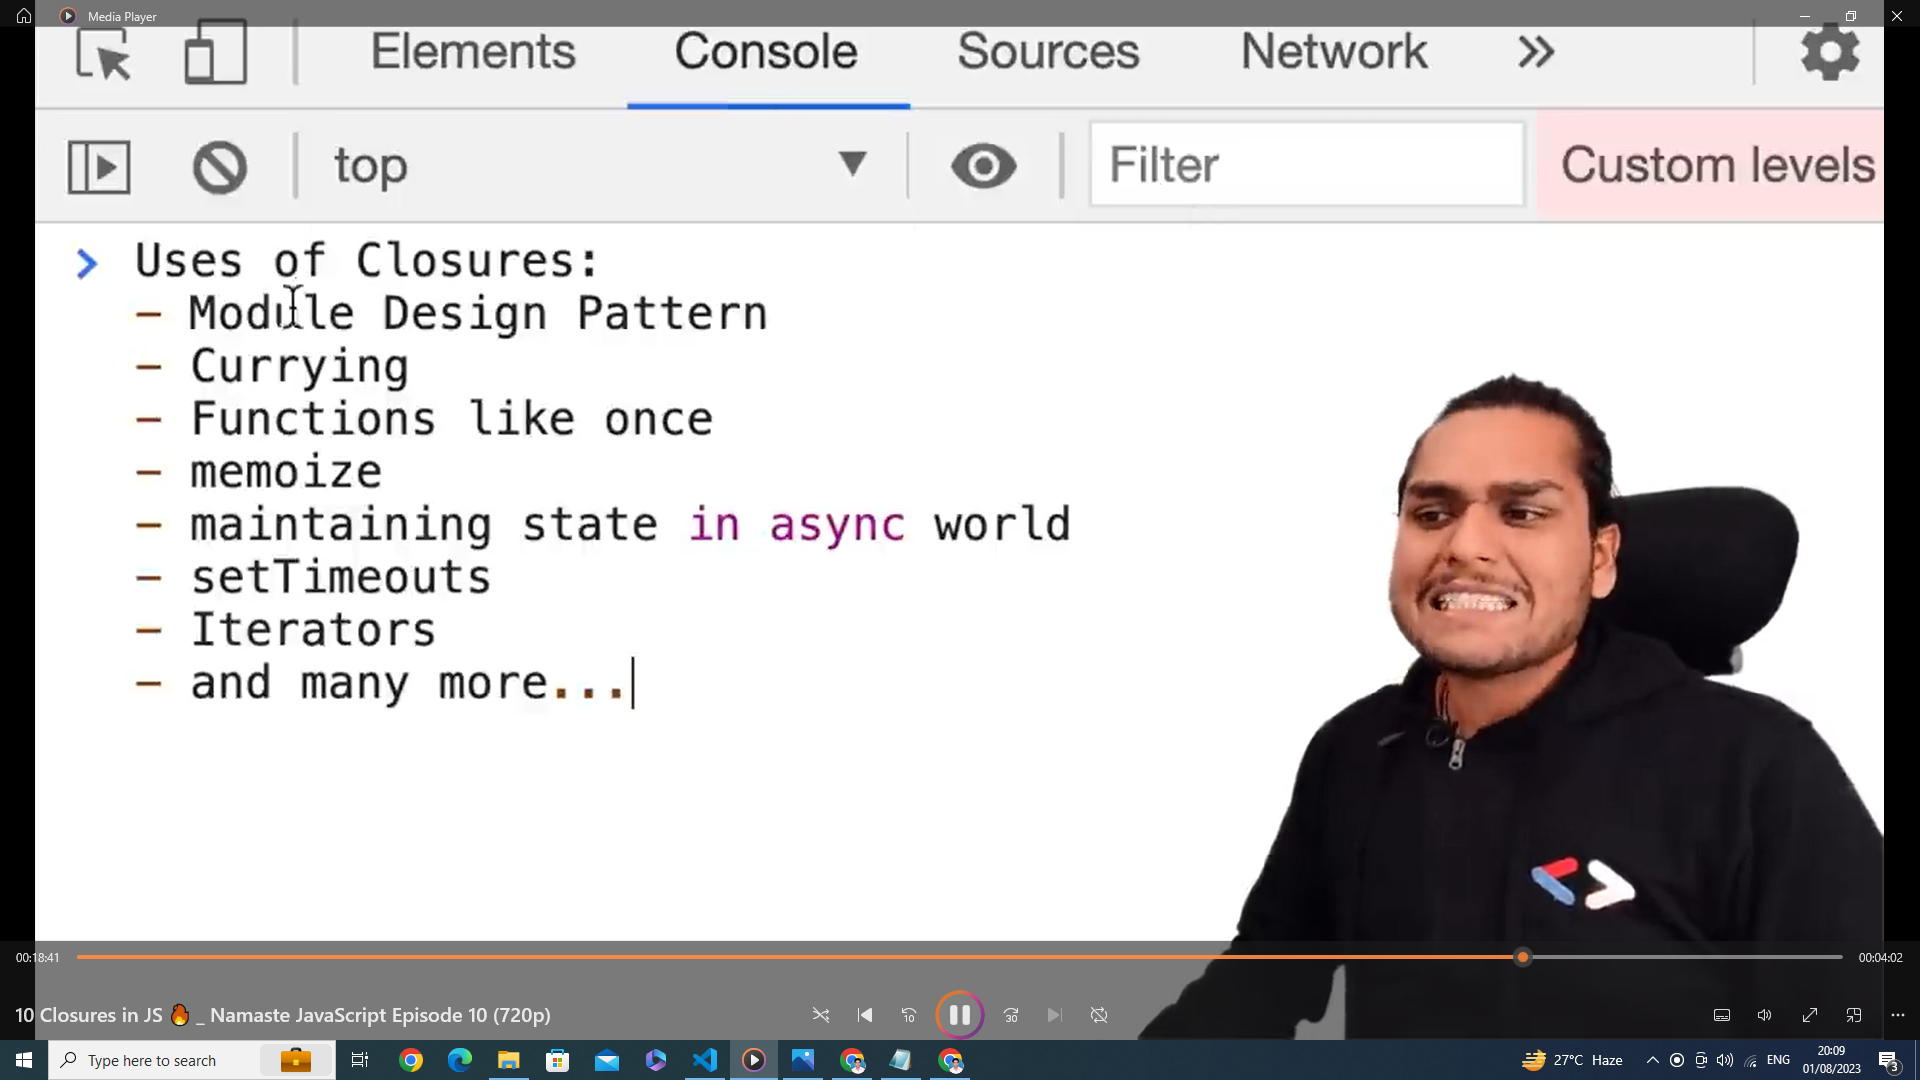 Media Player
Elements Console Sources Network
top Filter Custom levels
> Uses of Closures:
– Module Design Pattern
– Currying
– Functions like once
– memoize
– maintaining state in async world
– setTimeouts
– Iterators
– and many more...
00:18:41 00:04:02
10 Closures in JS 🔥 _ Namaste JavaScript Episode 10 (720p)
10 30
Type here to search 27°C Haze ENG 20:09
01/08/2023 3